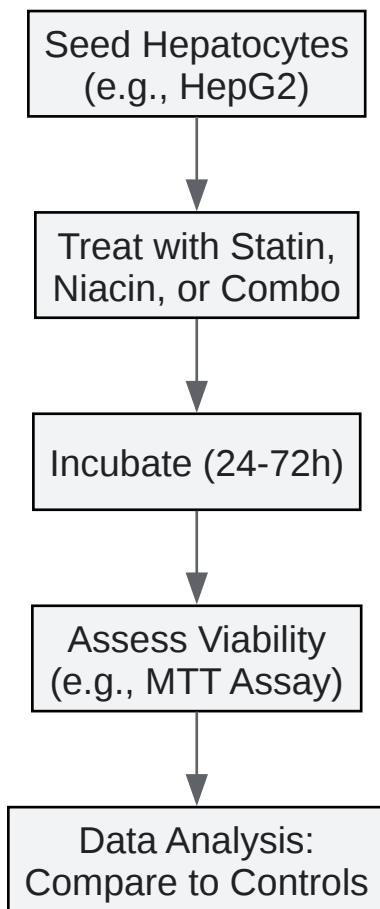 Seed Hepatocytes
(e.g., HepG2)
Treat with Statin,
Niacin, or Combo
Incubate (24-72h)
Assess Viability
(e.g., MTT Assay)
Data Analysis:
Compare to Controls